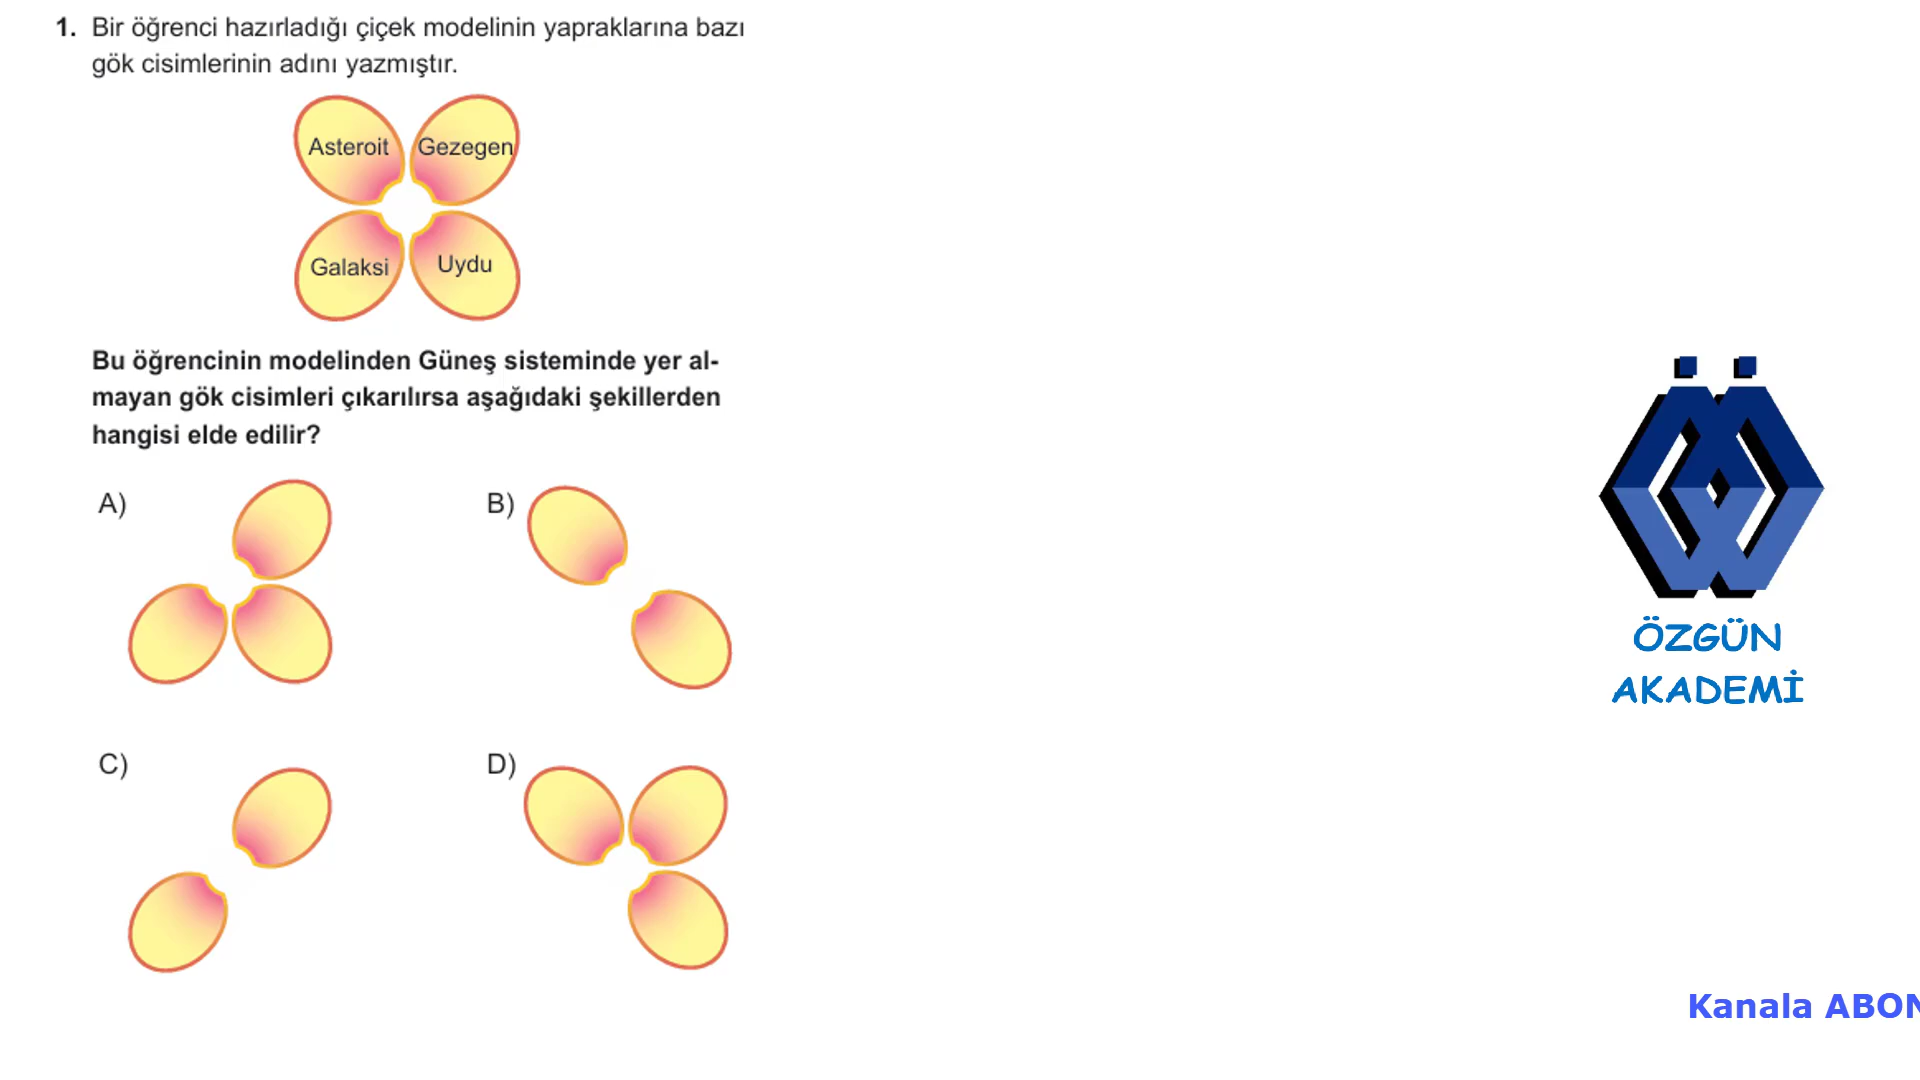 1. Bir öğrenci hazırladığı çiçek modelinin yapraklarına bazı
gök cisimlerinin adını yazmıştır.
Asteroit Gezegen
Galaksi Uydu
Bu öğrencinin modelinden Güneş sisteminde yer al-
mayan gök cisimleri çıkarılırsa aşağıdaki şekillerden
hangisi elde edilir?
A) B)
C) D)
ÖZGÜN
AKADEMİ
Kanala ABON